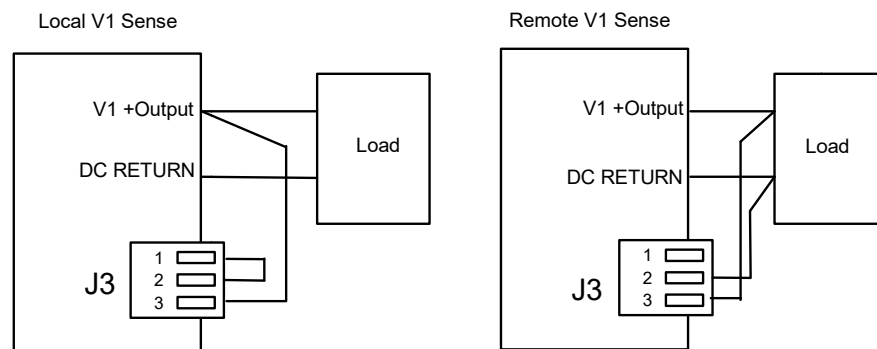 Local V1 Sense
V1 +Output
DC RETURN
Load
J3
1
2
3
Remote V1 Sense
V1 +Output
DC RETURN
Load
J3
1
2
3